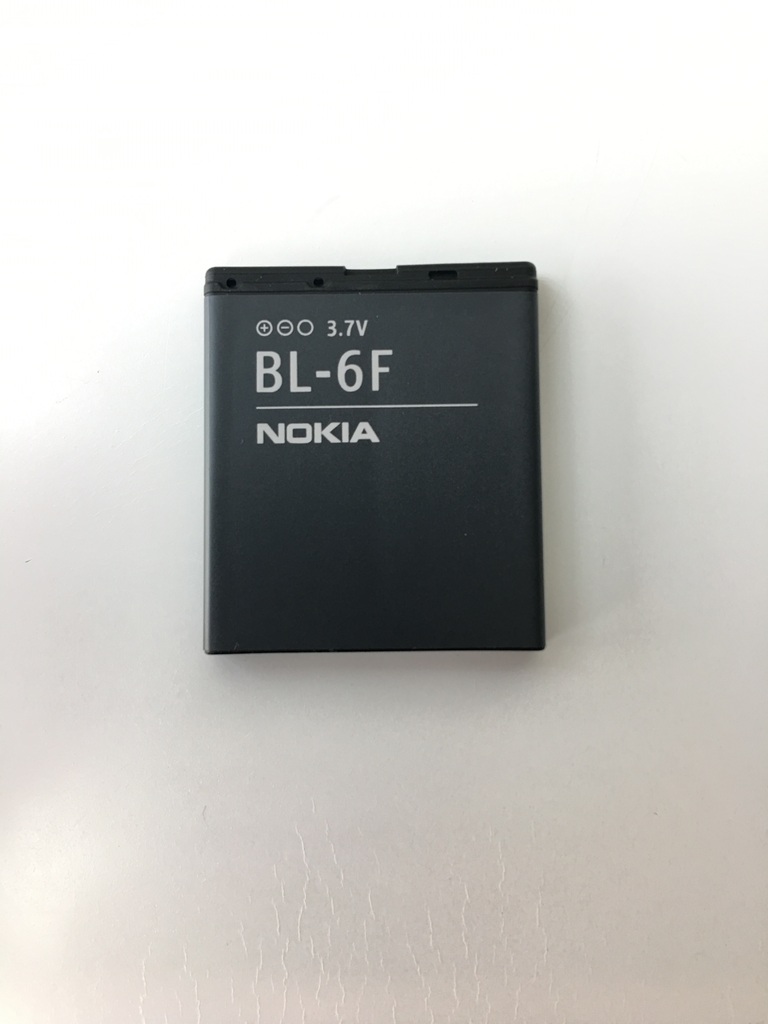 ⊕⊖○ 3.7V
BL-6F
NOKIA